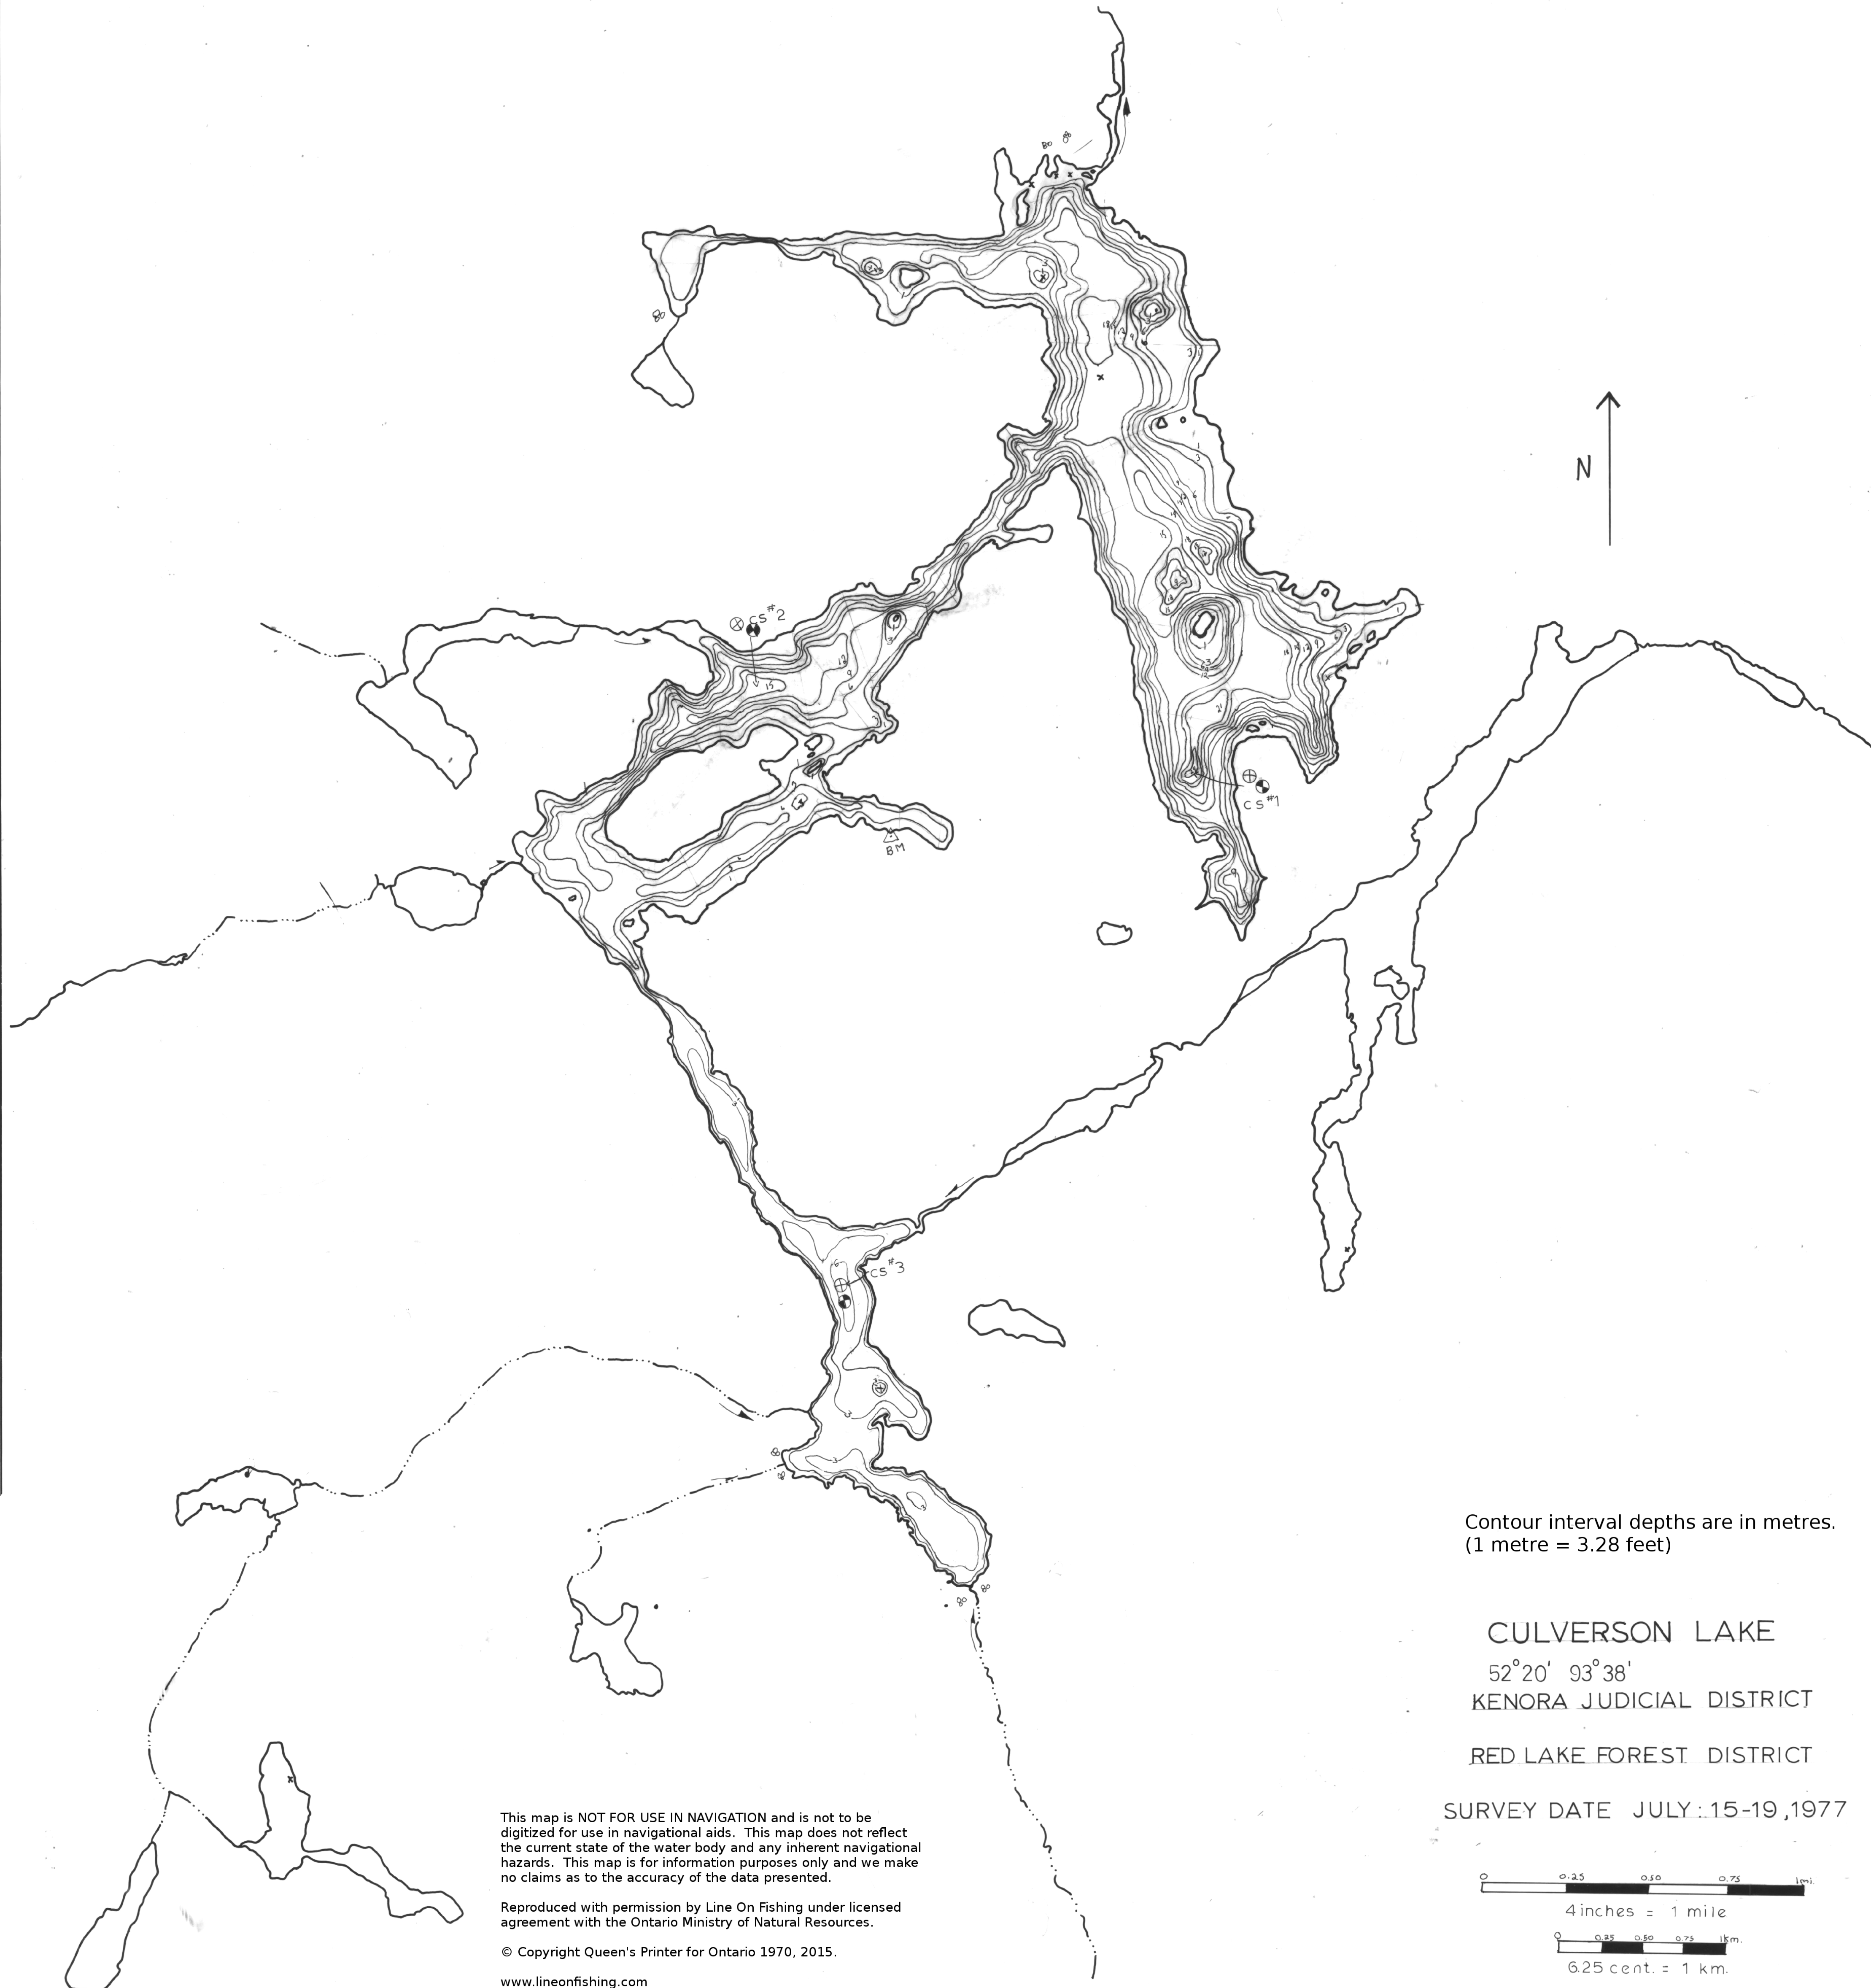 N
CS#2
CS#1
BM
CS#3
Contour interval depths are in metres.
(1 metre = 3.28 feet)
CULVERSON LAKE
52°20' 93°38'
KENORA JUDICIAL DISTRICT
RED LAKE FOREST DISTRICT
SURVEY DATE JULY: 15-19, 1977
0 0.25 0.50 0.75 1mi.
4 inches = 1 mile
0 0.25 0.50 0.75 1km.
6.25 cent. = 1 km.
This map is NOT FOR USE IN NAVIGATION and is not to be
digitized for use in navigational aids. This map does not reflect
the current state of the water body and any inherent navigational
hazards. This map is for information purposes only and we make
no claims as to the accuracy of the data presented.
Reproduced with permission by Line On Fishing under licensed
agreement with the Ontario Ministry of Natural Resources.
© Copyright Queen's Printer for Ontario 1970, 2015.
www.lineonfishing.com